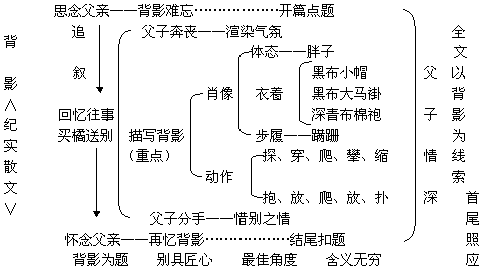 思念父亲——背影难忘………………开篇点题
背影〈纪实散文〉
追叙
父子奔丧——渲染气氛
体态——胖子
肖像
衣着
黑布小帽
黑布大马掛
深青布棉袍
回忆往事
买橘送别
描写背影
(重点)
步履——蹒跚
动作
探、穿、爬、攀、缩
抱、放、爬、放、扑
父子分手——惜别之情
父子情深
全文以背影为线索
首尾照应
怀念父亲——再忆背影………………结尾扣题
背影为题 别具匠心 最佳角度 含义无穷